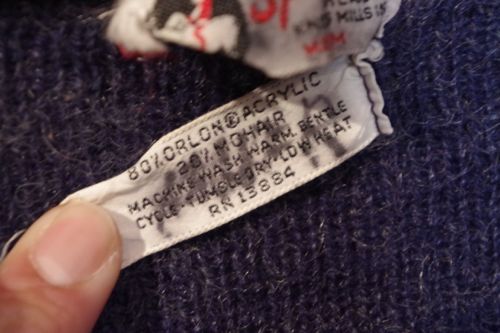 80% ORLON® ACRYLIC
20% MOHAIR
MACHINE WASH WARM. GENTLE
CYCLE · TUMBLE DRY · LOW HEAT
RN 13884